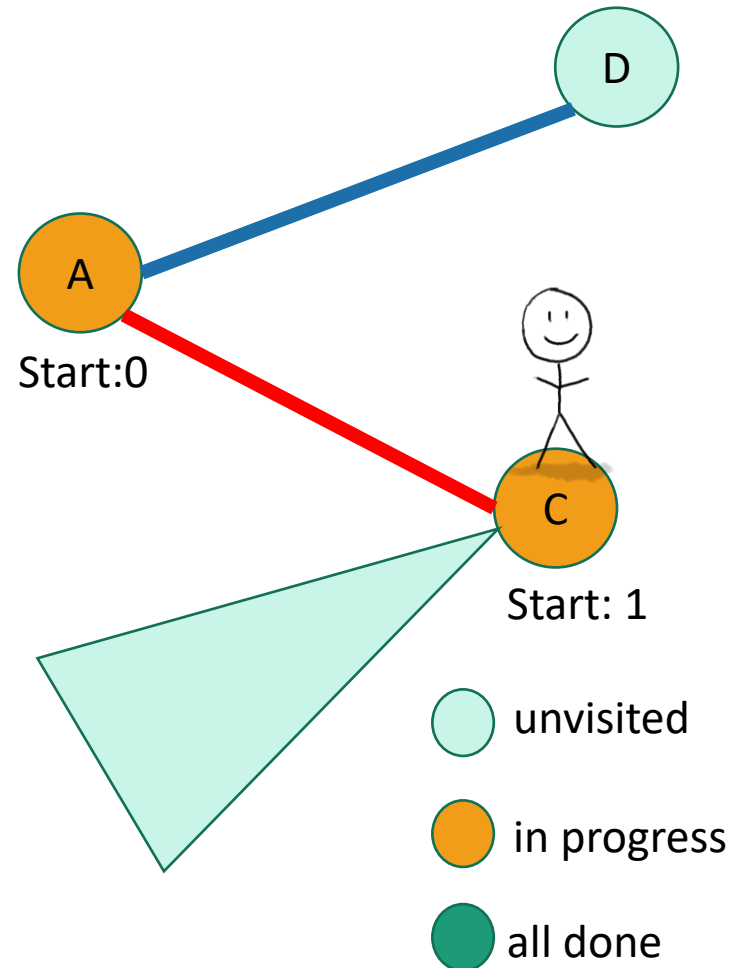 D
A
Start:0
C
Start: 1
unvisited
in progress
all done